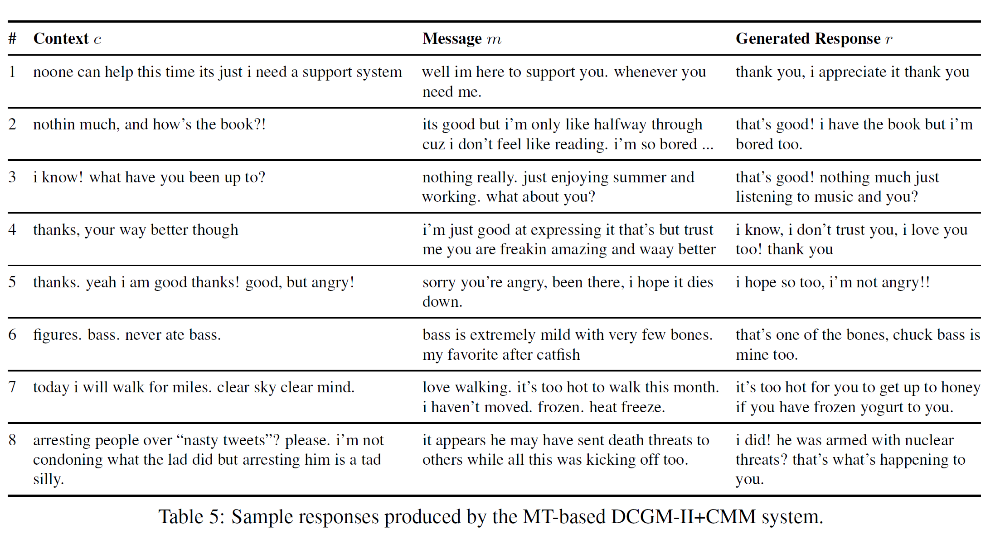 # Context c Message m Generated Response r
1 noone can help this time its just i need a support system well im here to support you. whenever you thank you, i appreciate it thank you
need me.
2 nothin much, and how's the book?! its good but i'm only like halfway through that's good! i have the book but i'm
cuz i don't feel like reading. i'm so bored ... bored too.
3 i know! what have you been up to? nothing really. just enjoying summer and that's good! nothing much just
working. what about you? listening to music and you?
4 thanks, your way better though i'm just good at expressing it that's but trust i know, i don't trust you, i love you
me you are freakin amazing and waay better too! thank you
5 thanks. yeah i am good thanks! good, but angry! sorry you're angry, been there, i hope it dies i hope so too, i'm not angry!!
down.
6 figures. bass. never ate bass. bass is extremely mild with very few bones. that's one of the bones, chuck bass is
my favorite after catfish mine too.
7 today i will walk for miles. clear sky clear mind. love walking. it's too hot to walk this month. it's too hot for you to get up to honey
i haven't moved. frozen. heat freeze. if you have frozen yogurt to you.
8 arresting people over “nasty tweets”? please. i'm not it appears he may have sent death threats to i did! he was armed with nuclear
condoning what the lad did but arresting him is a tad others while all this was kicking off too. threats? that's what's happening to
silly. you.
Table 5: Sample responses produced by the MT-based DCGM-II+CMM system.